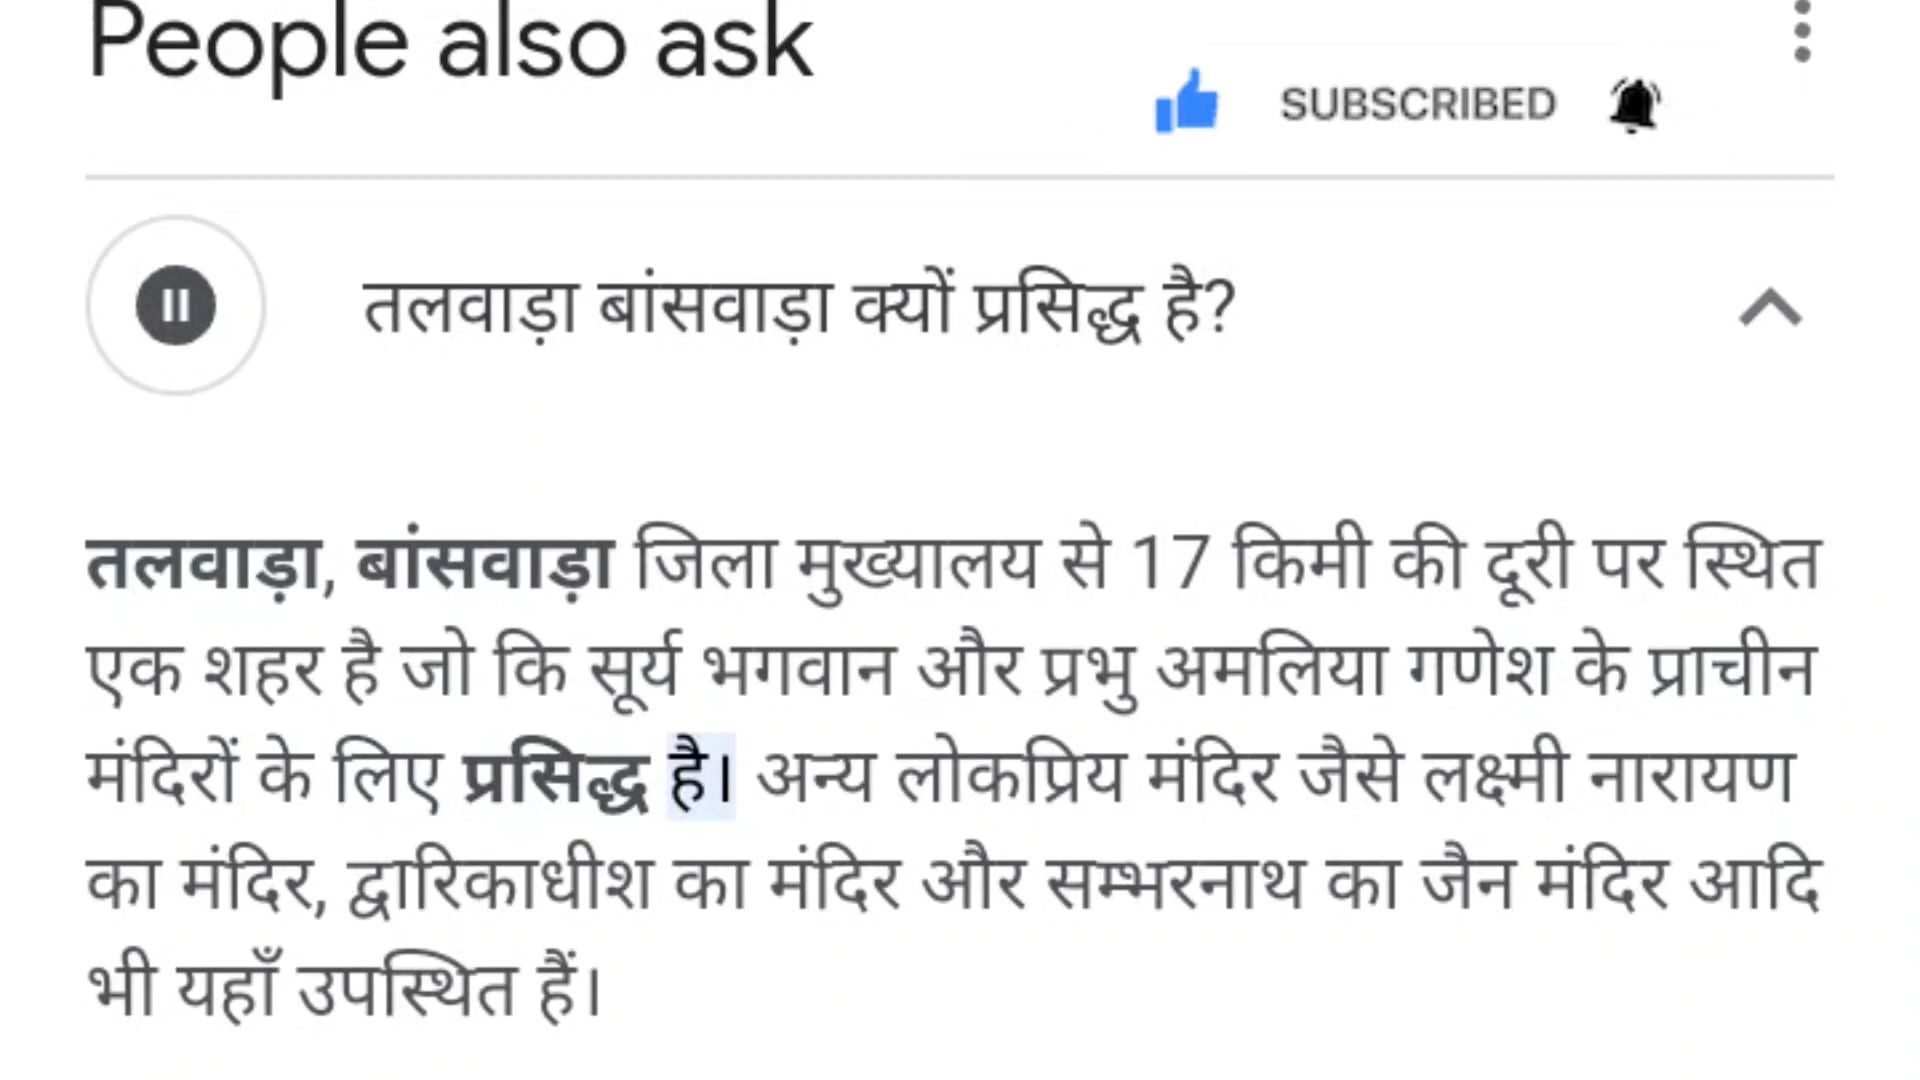 People also ask
SUBSCRIBED
तलवाड़ा बांसवाड़ा क्यों प्रसिद्ध है?
तलवाड़ा, बांसवाड़ा जिला मुख्यालय से 17 किमी की दूरी पर स्थित
एक शहर है जो कि सूर्य भगवान और प्रभु अमलिया गणेश के प्राचीन
मंदिरों के लिए प्रसिद्ध है। अन्य लोकप्रिय मंदिर जैसे लक्ष्मी नारायण
का मंदिर, द्वारिकाधीश का मंदिर और सम्भरनाथ का जैन मंदिर आदि
भी यहाँ उपस्थित हैं।